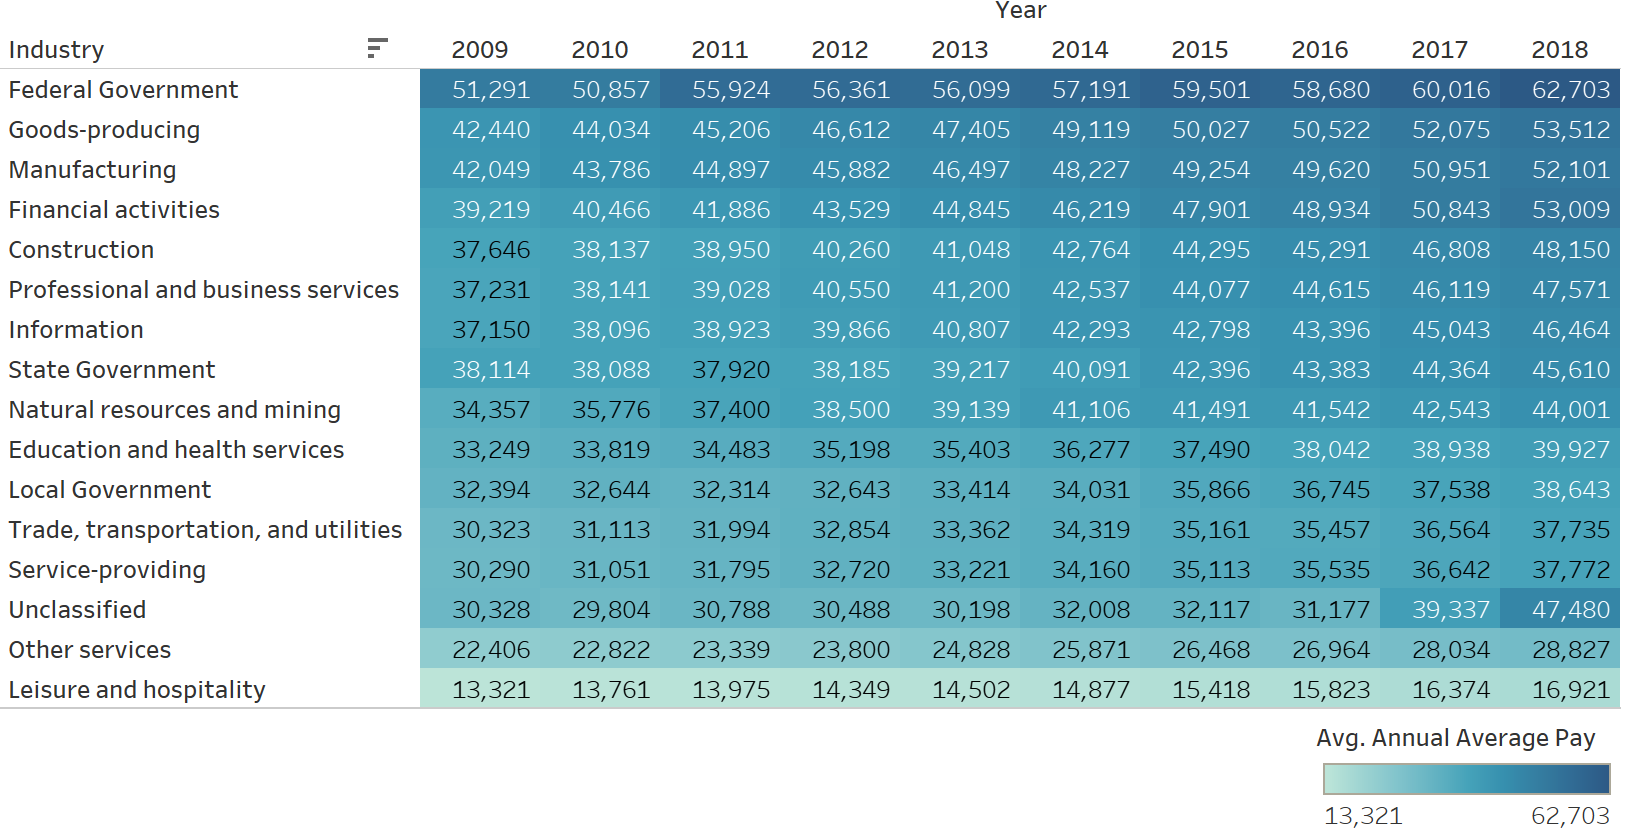 Year
Industry 2009 2010 2011 2012 2013 2014 2015 2016 2017 2018
Federal Government 51,291 50,857 55,924 56,361 56,099 57,191 59,501 58,680 60,016 62,703
Goods-producing 42,440 44,034 45,206 46,612 47,405 49,119 50,027 50,522 52,075 53,512
Manufacturing 42,049 43,786 44,897 45,882 46,497 48,227 49,254 49,620 50,951 52,101
Financial activities 39,219 40,466 41,886 43,529 44,845 46,219 47,901 48,934 50,843 53,009
Construction 37,646 38,137 38,950 40,260 41,048 42,764 44,295 45,291 46,808 48,150
Professional and business services 37,231 38,141 39,028 40,550 41,200 42,537 44,077 44,615 46,119 47,571
Information 37,150 38,096 38,923 39,866 40,807 42,293 42,798 43,396 45,043 46,464
State Government 38,114 38,088 37,920 38,185 39,217 40,091 42,396 43,383 44,364 45,610
Natural resources and mining 34,357 35,776 37,400 38,500 39,139 41,106 41,491 41,542 42,543 44,001
Education and health services 33,249 33,819 34,483 35,198 35,403 36,277 37,490 38,042 38,938 39,927
Local Government 32,394 32,644 32,314 32,643 33,414 34,031 35,866 36,745 37,538 38,643
Trade, transportation, and utilities 30,323 31,113 31,994 32,854 33,362 34,319 35,161 35,457 36,564 37,735
Service-providing 30,290 31,051 31,795 32,720 33,221 34,160 35,113 35,535 36,642 37,772
Unclassified 30,328 29,804 30,788 30,488 30,198 32,008 32,117 31,177 39,337 47,480
Other services 22,406 22,822 23,339 23,800 24,828 25,871 26,468 26,964 28,034 28,827
Leisure and hospitality 13,321 13,761 13,975 14,349 14,502 14,877 15,418 15,823 16,374 16,921
Avg. Annual Average Pay
13,321 62,703